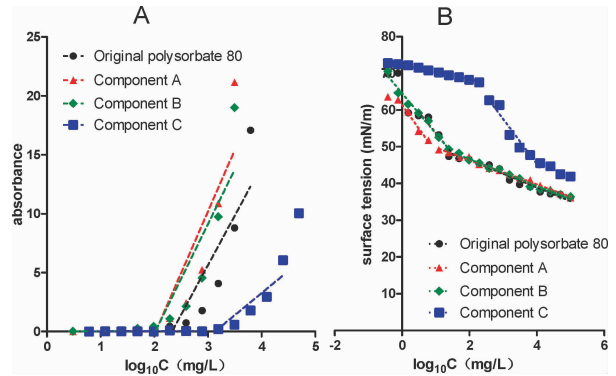 A
B
absorbance
25
20
15
10
5
0
Original polysorbate 80
Component A
Component B
Component C
0 1 2 3 4 5
log10C (mg/L)
surface tension (mN/m)
80
60
50
40
30
20
10
Original polysorbate 80
Component A
Component B
Component C
-2 0 2 4 6
log10C (mg/L)